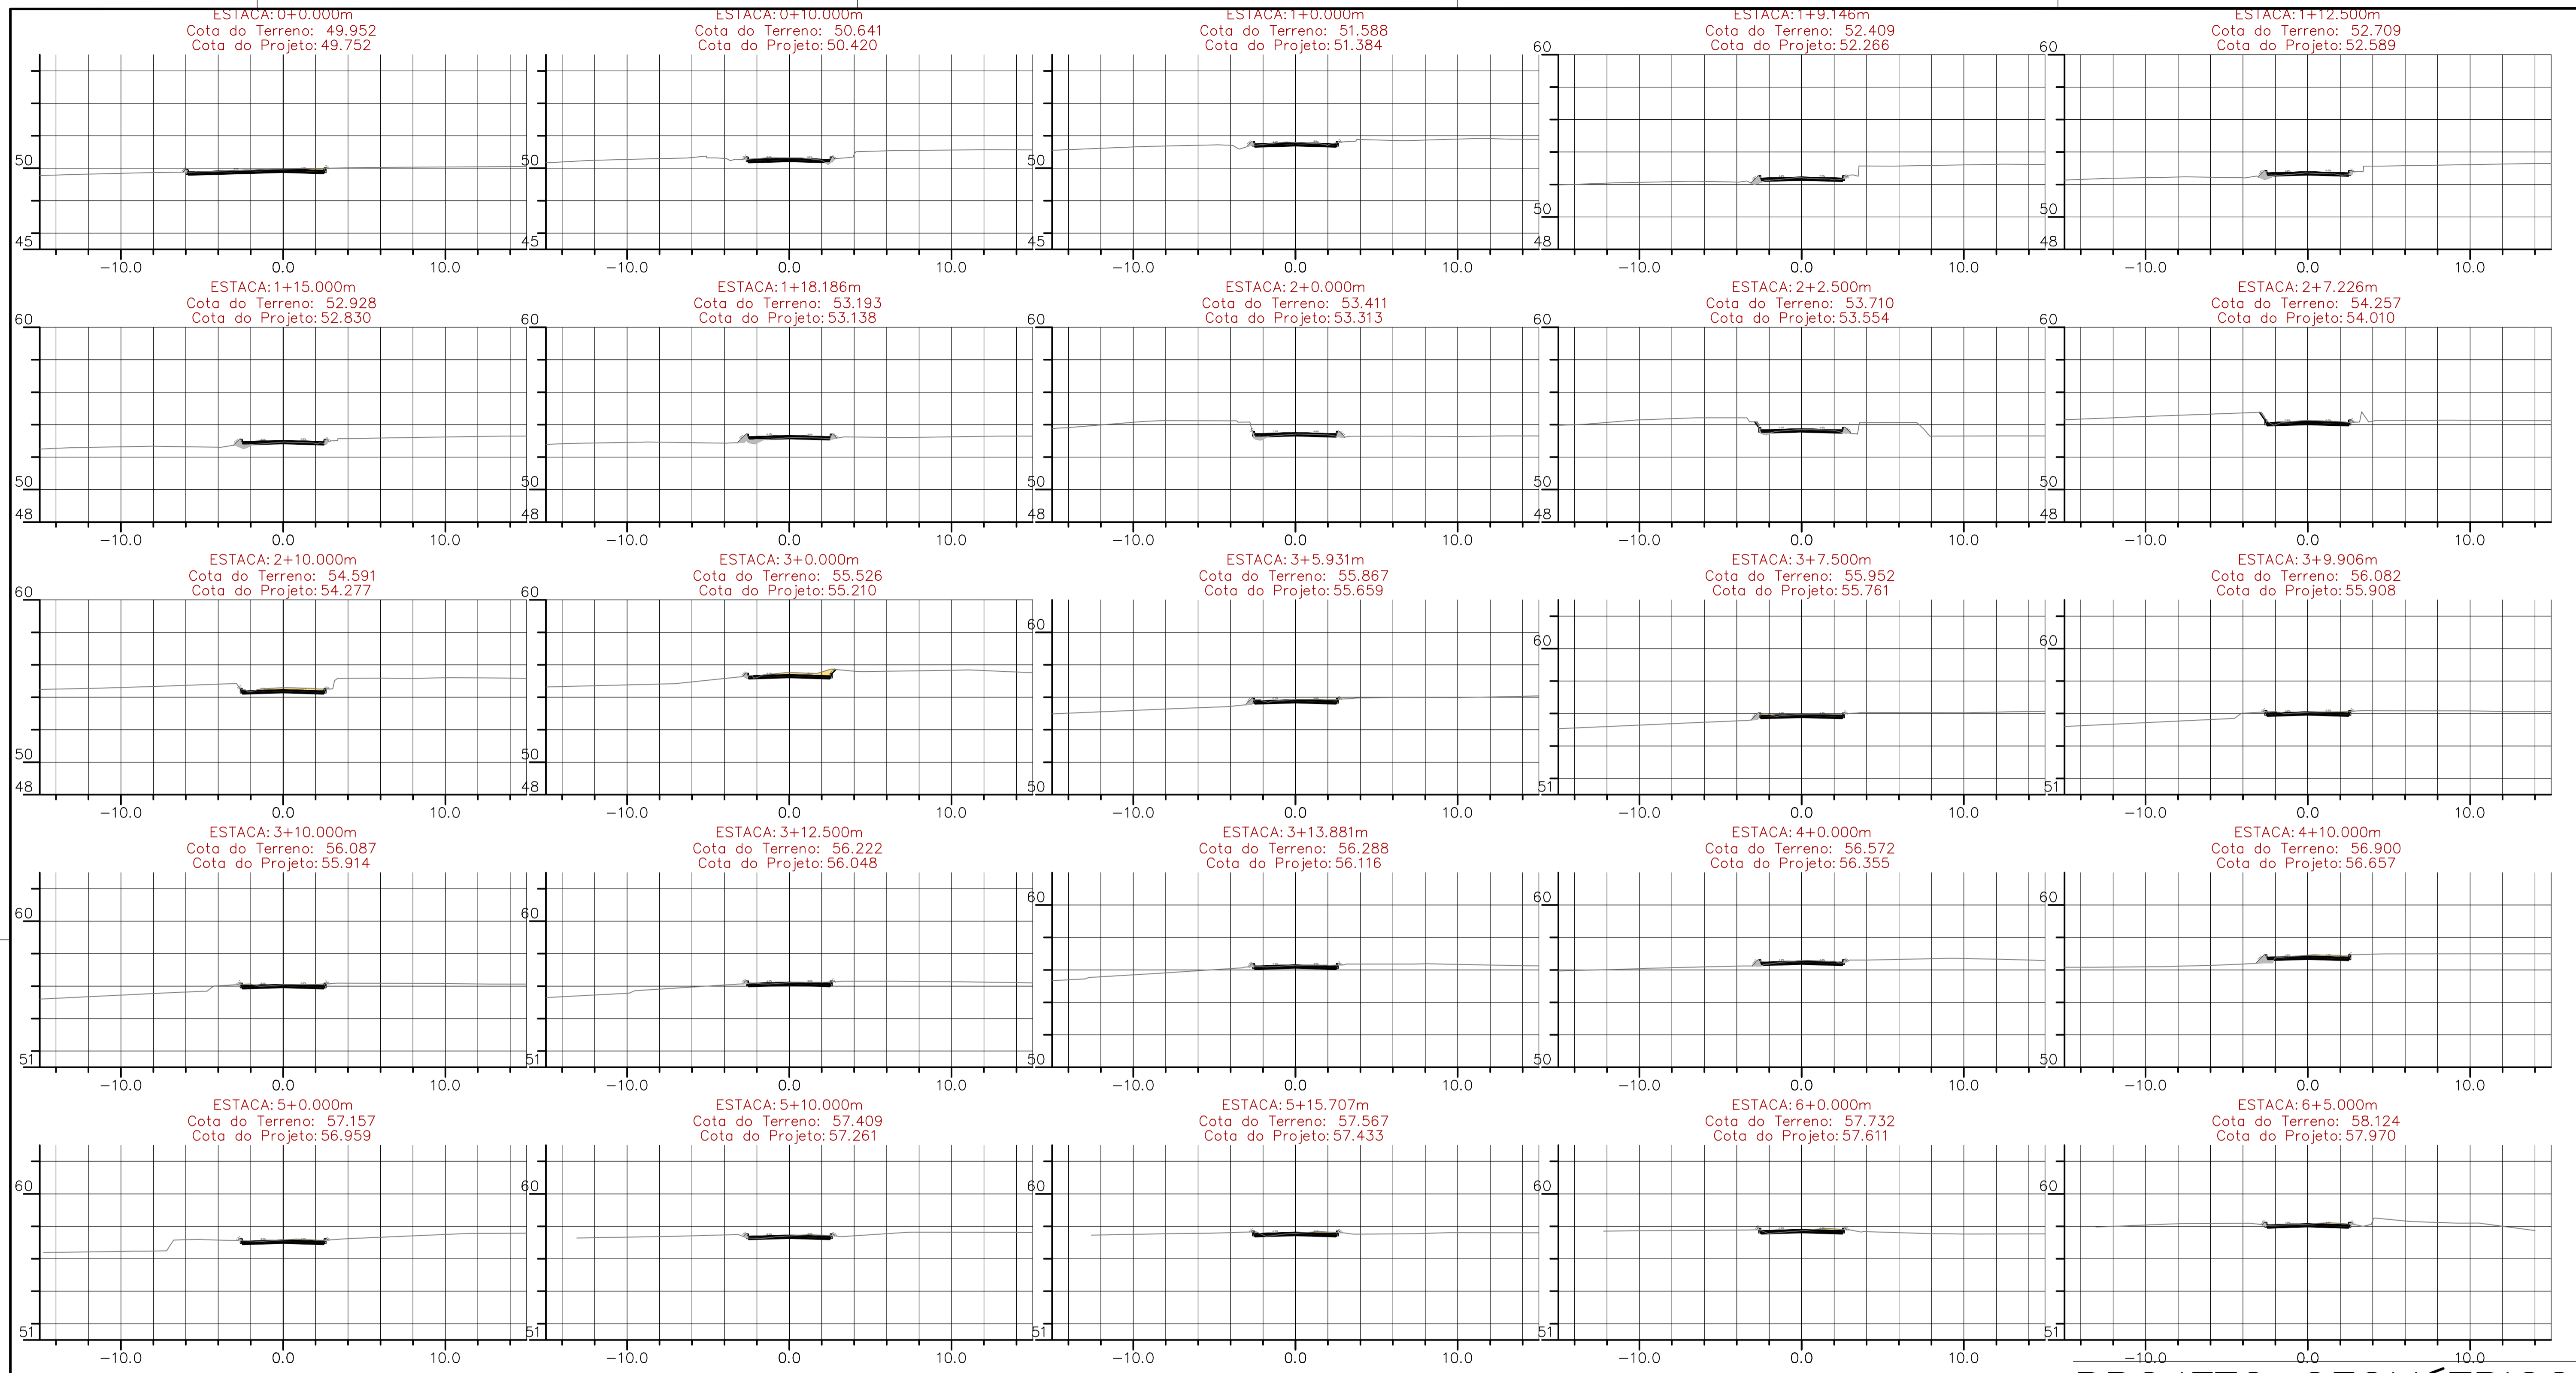 ESTACA:0+0.000m
Cota do Terreno: 49.952
Cota do Projeto:49.752
50
45
-10.0 0.0 10.0
ESTACA:0+10.000m
Cota do Terreno: 50.641
Cota do Projeto:50.420
50
45
-10.0 0.0 10.0
ESTACA:1+0.000m
Cota do Terreno: 51.588
Cota do Projeto:51.384
50
45
-10.0 0.0 10.0
ESTACA:1+9.146m
Cota do Terreno: 52.409
Cota do Projeto:52.266
60
50
48
-10.0 0.0 10.0
ESTACA:1+12.500m
Cota do Terreno: 52.709
Cota do Projeto:52.589
60
50
48
-10.0 0.0 10.0
ESTACA:1+15.000m
Cota do Terreno: 52.928
Cota do Projeto:52.830
60
50
48
-10.0 0.0 10.0
ESTACA:1+18.186m
Cota do Terreno: 53.193
Cota do Projeto:53.138
60
50
48
-10.0 0.0 10.0
ESTACA:2+0.000m
Cota do Terreno: 53.411
Cota do Projeto:53.313
60
50
48
-10.0 0.0 10.0
ESTACA:2+2.500m
Cota do Terreno: 53.710
Cota do Projeto:53.554
60
50
48
-10.0 0.0 10.0
ESTACA:2+7.226m
Cota do Terreno: 54.257
Cota do Projeto:54.010
60
50
48
-10.0 0.0 10.0
ESTACA:2+10.000m
Cota do Terreno: 54.591
Cota do Projeto:54.277
60
50
48
-10.0 0.0 10.0
ESTACA:3+0.000m
Cota do Terreno: 55.526
Cota do Projeto:55.210
60
50
48
-10.0 0.0 10.0
ESTACA:3+5.931m
Cota do Terreno: 55.867
Cota do Projeto:55.659
60
50
-10.0 0.0 10.0
ESTACA:3+7.500m
Cota do Terreno: 55.952
Cota do Projeto:55.761
60
51
-10.0 0.0 10.0
ESTACA:3+9.906m
Cota do Terreno: 56.082
Cota do Projeto:55.908
60
51
-10.0 0.0 10.0
ESTACA:3+10.000m
Cota do Terreno: 56.087
Cota do Projeto:55.914
60
51
-10.0 0.0 10.0
ESTACA:3+12.500m
Cota do Terreno: 56.222
Cota do Projeto:56.048
60
51
-10.0 0.0 10.0
ESTACA:3+13.881m
Cota do Terreno: 56.288
Cota do Projeto:56.116
60
50
-10.0 0.0 10.0
ESTACA:4+0.000m
Cota do Terreno: 56.572
Cota do Projeto:56.355
60
50
-10.0 0.0 10.0
ESTACA:4+10.000m
Cota do Terreno: 56.900
Cota do Projeto:56.657
60
50
-10.0 0.0 10.0
ESTACA:5+0.000m
Cota do Terreno: 57.157
Cota do Projeto:56.959
60
51
-10.0 0.0 10.0
ESTACA:5+10.000m
Cota do Terreno: 57.409
Cota do Projeto:57.261
60
51
-10.0 0.0 10.0
ESTACA:5+15.707m
Cota do Terreno: 57.567
Cota do Projeto:57.433
60
51
-10.0 0.0 10.0
ESTACA:6+0.000m
Cota do Terreno: 57.732
Cota do Projeto:57.611
60
51
-10.0 0.0 10.0
ESTACA:6+5.000m
Cota do Terreno: 58.124
Cota do Projeto:57.970
60
51
-10.0 0.0 10.0